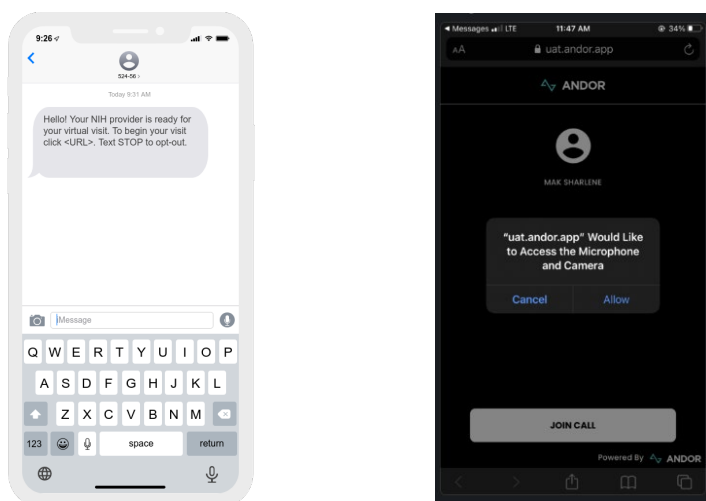 9:26
524-56 ›
Today 9:31 AM
Hello! Your NIH provider is ready for
your virtual visit. To begin your visit
click <URL>. Text STOP to opt-out.
iMessage
Q W E R T Y U I O P
A S D F G H J K L
Z X C V B N M
123
space
return
Messages
LTE
11:47 AM
34%
AA
uat.andor.app
ANDOR
MAK SHARLENE
"uat.andor.app" Would Like
to Access the Microphone
and Camera
Cancel
Allow
JOIN CALL
Powered By ANDOR